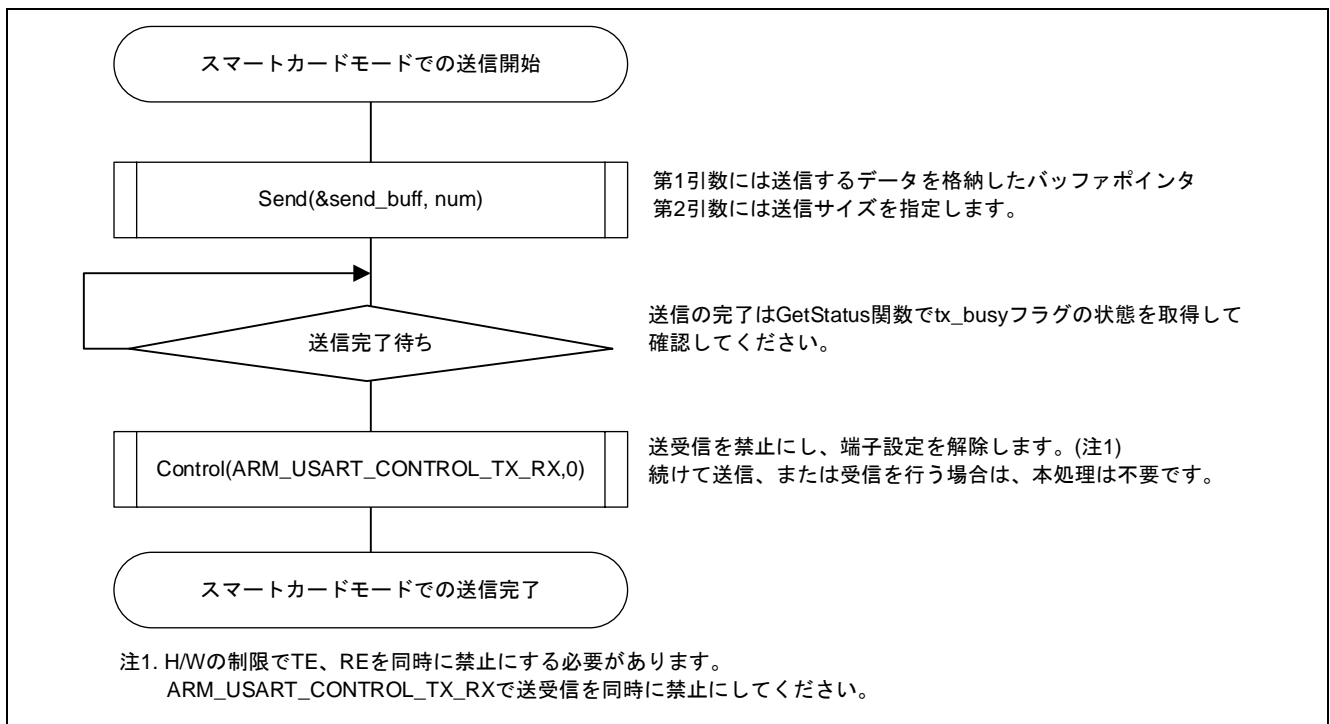 スマートカードモードでの送信開始
Send(&send_buff, num)
第1引数には送信するデータを格納したバッファポインタ
第2引数には送信サイズを指定します。
送信完了待ち
送信の完了はGetStatus関数でtx_busyフラグの状態を取得して
確認してください。
Control(ARM_USART_CONTROL_TX_RX,0)
送受信を禁止にし、端子設定を解除します。(注1)
続けて送信、または受信を行う場合は、本処理は不要です。
スマートカードモードでの送信完了
注1. H/Wの制限でTE、REを同時に禁止にする必要があります。
ARM_USART_CONTROL_TX_RXで送受信を同時に禁止にしてください。